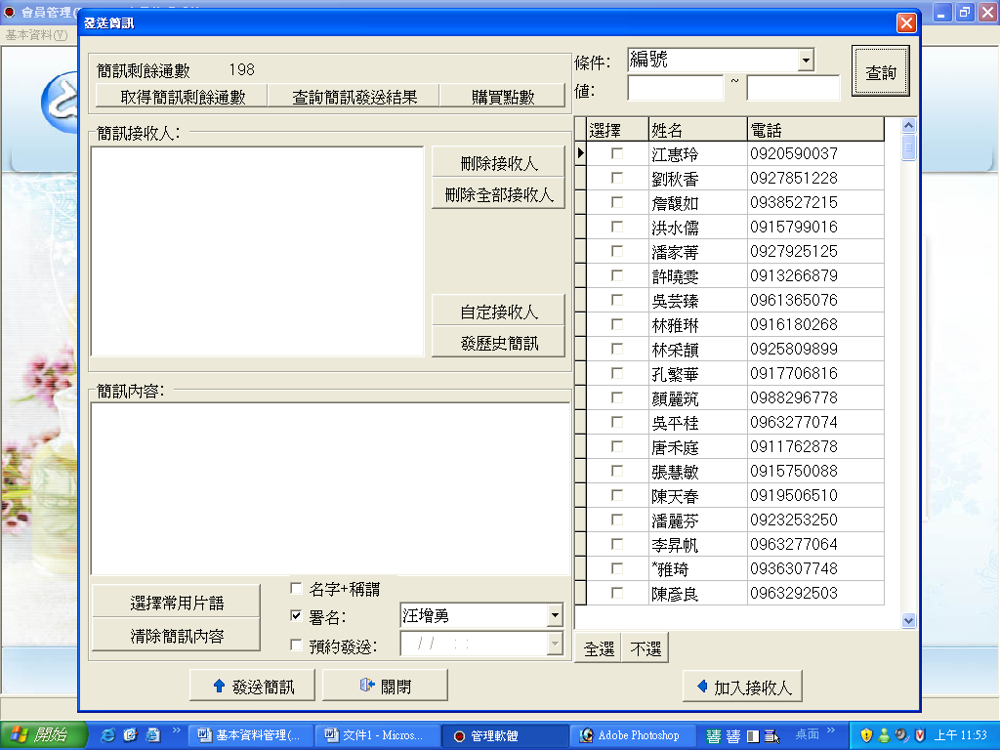 會員管理(
發送簡訊
基本資料(V)
簡訊剩餘通數 198
取得簡訊剩餘通數 查詢簡訊發送結果 購買點數
簡訊接收人:
刪除接收人
刪除全部接收人
自定接收人
發歷史簡訊
簡訊內容:
選擇常用片語
清除簡訊內容
名字+稱謂
署名: 汪增勇
預約發送: / / : :
發送簡訊 關閉
條件: 編號
值: ~
查詢
選擇 姓名 電話
江惠玲 0920590037
劉秋香 0927851228
詹馥如 0938527215
洪水儒 0915799016
潘家菁 0927925125
許曉雯 0913266879
吳芸臻 0961365076
林雅琳 0916180268
林采頡 0925809899
孔繁華 0917706816
顏麗筑 0988296778
吳平桂 0963277074
唐禾庭 0911762878
張慧敏 0915750088
陳天春 0919506510
潘麗芬 0923253250
李昇帆 0963277064
*雅琦 0936307748
陳彥良 0963292503
全選 不選
加入接收人
開始 基本資料管理(... 文件1 - Micros... 管理軟體 Adobe Photoshop 桌面 上午 11:53